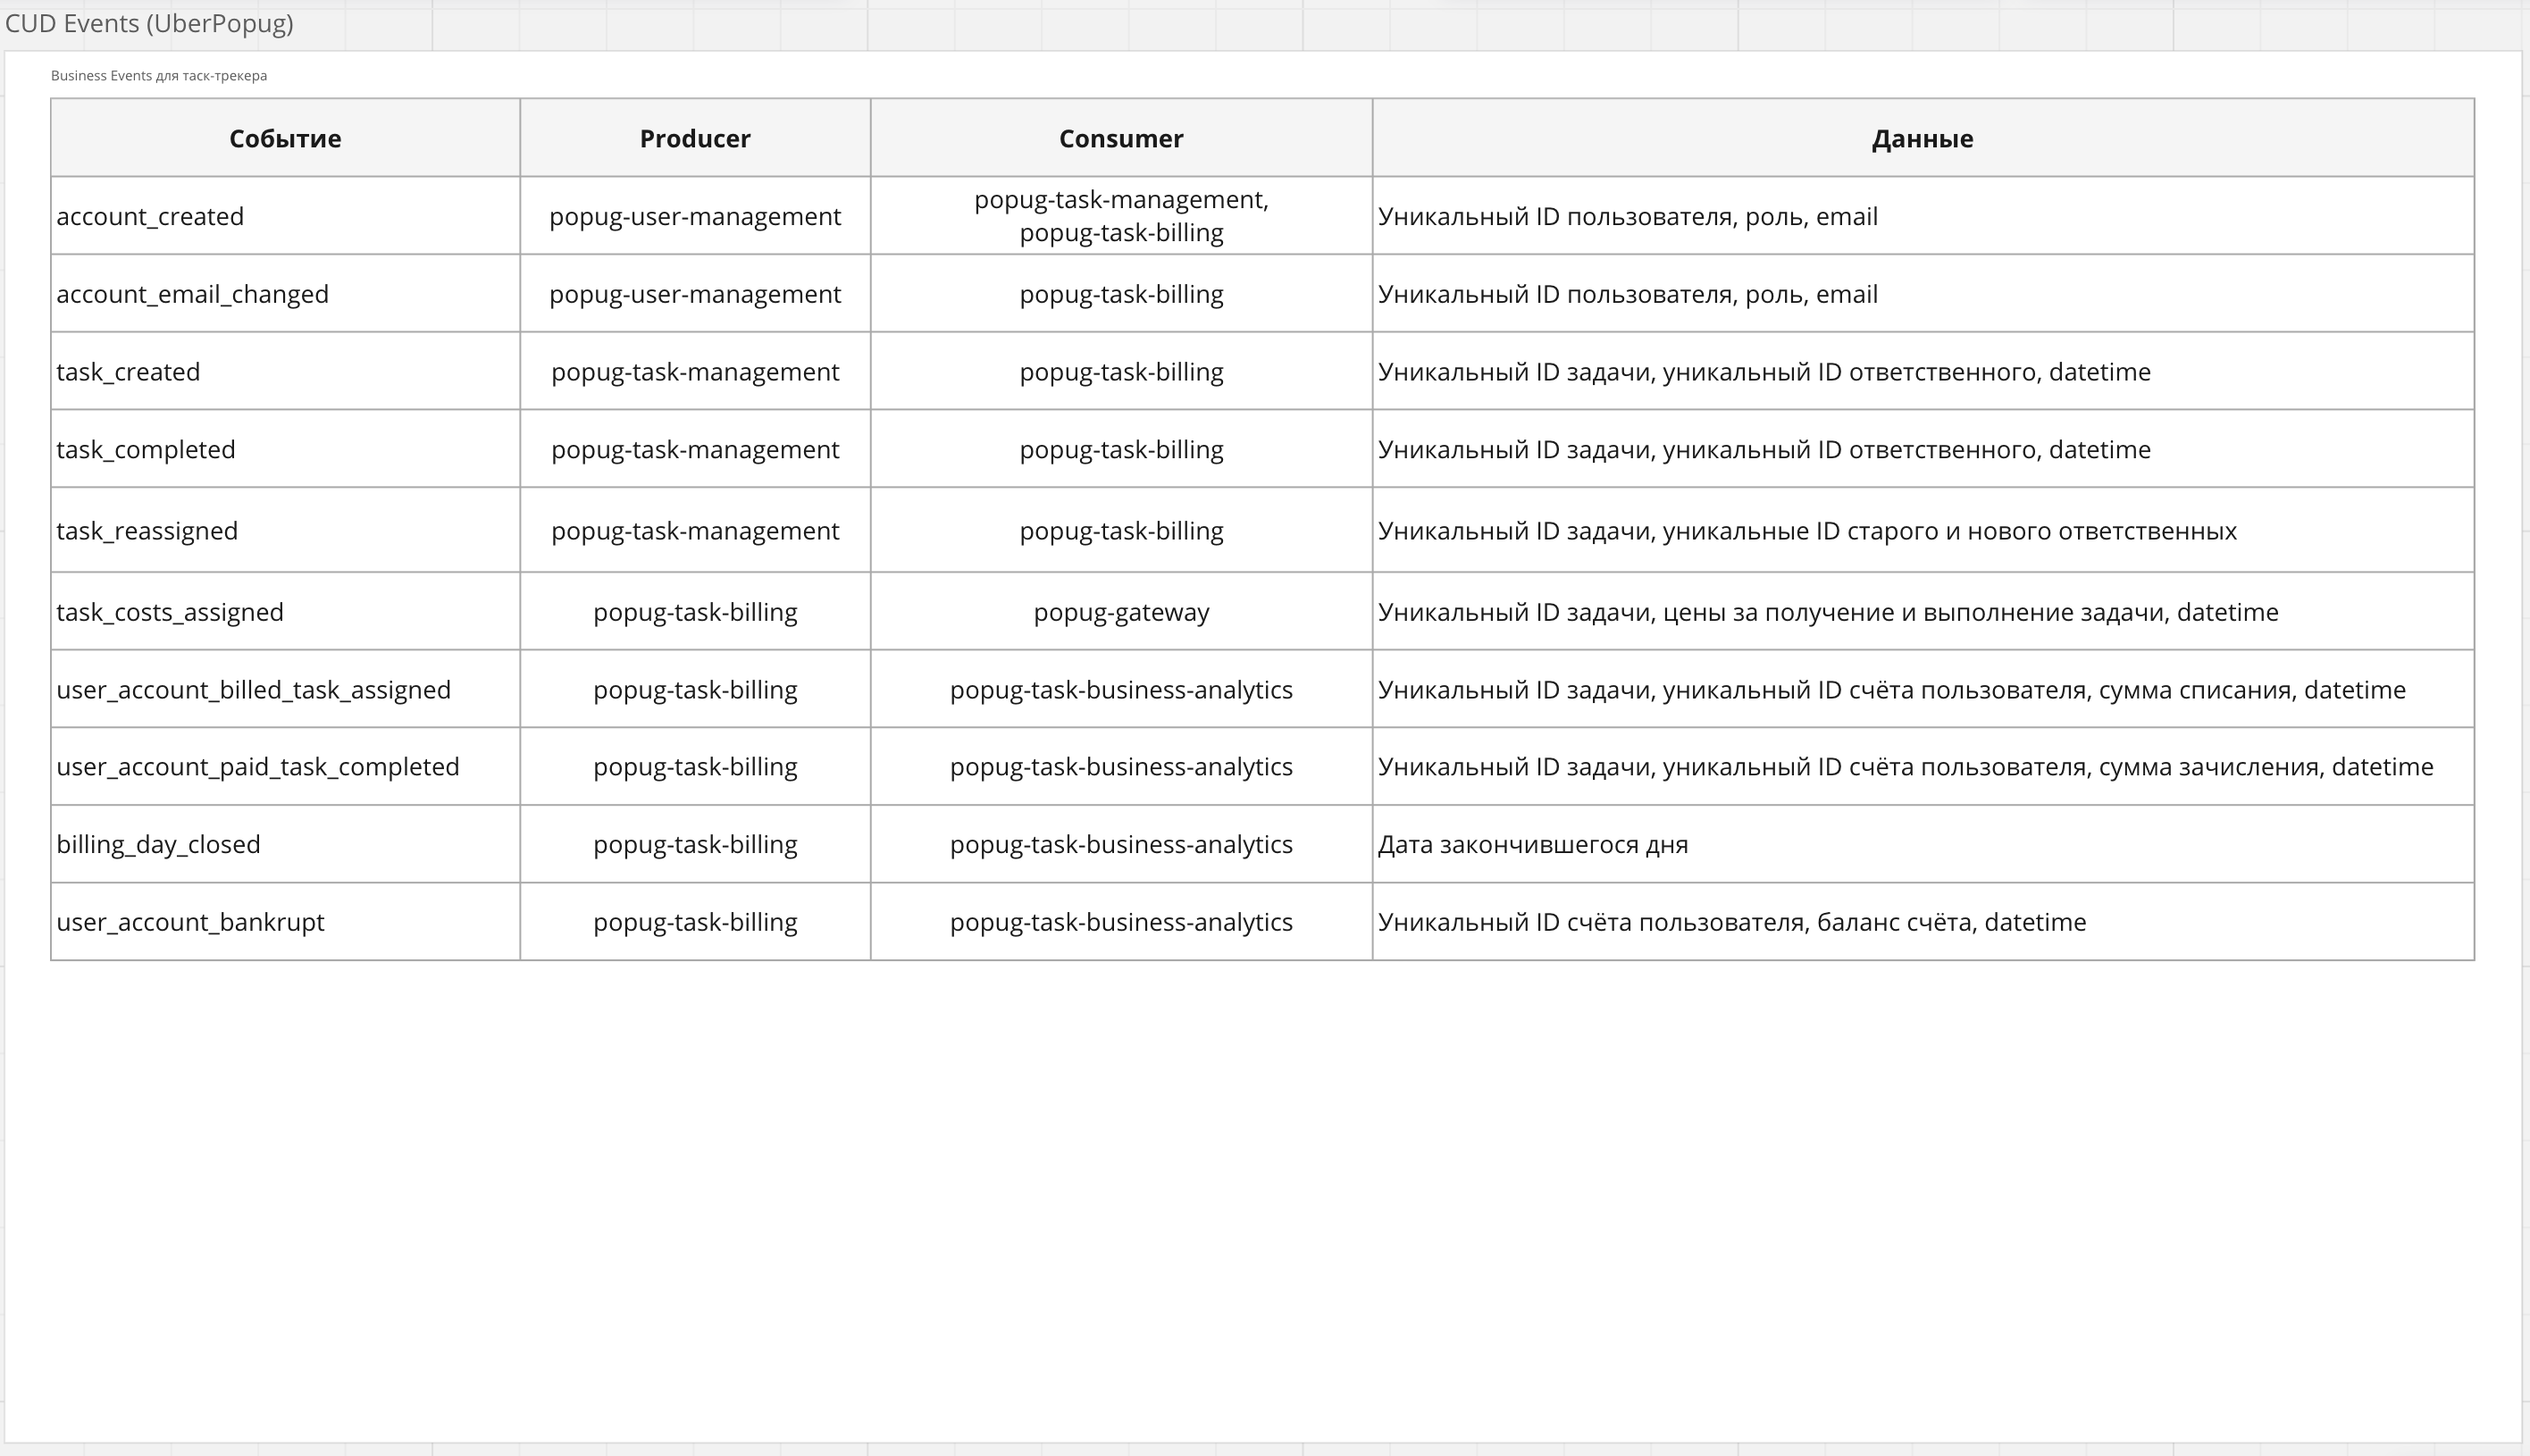 CUD Events (UberPopug)
Business Events для таск-трекера
Событие Producer Consumer Данные
account_created popug-user-management popug-task-management, popug-task-billing Уникальный ID пользователя, роль, email
account_email_changed popug-user-management popug-task-billing Уникальный ID пользователя, роль, email
task_created popug-task-management popug-task-billing Уникальный ID задачи, уникальный ID ответственного, datetime
task_completed popug-task-management popug-task-billing Уникальный ID задачи, уникальный ID ответственного, datetime
task_reassigned popug-task-management popug-task-billing Уникальный ID задачи, уникальные ID старого и нового ответственных
task_costs_assigned popug-task-billing popug-gateway Уникальный ID задачи, цены за получение и выполнение задачи, datetime
user_account_billed_task_assigned popug-task-billing popug-task-business-analytics Уникальный ID задачи, уникальный ID счёта пользователя, сумма списания, datetime
user_account_paid_task_completed popug-task-billing popug-task-business-analytics Уникальный ID задачи, уникальный ID счёта пользователя, сумма зачисления, datetime
billing_day_closed popug-task-billing popug-task-business-analytics Дата закончившегося дня
user_account_bankrupt popug-task-billing popug-task-business-analytics Уникальный ID счёта пользователя, баланс счёта, datetime